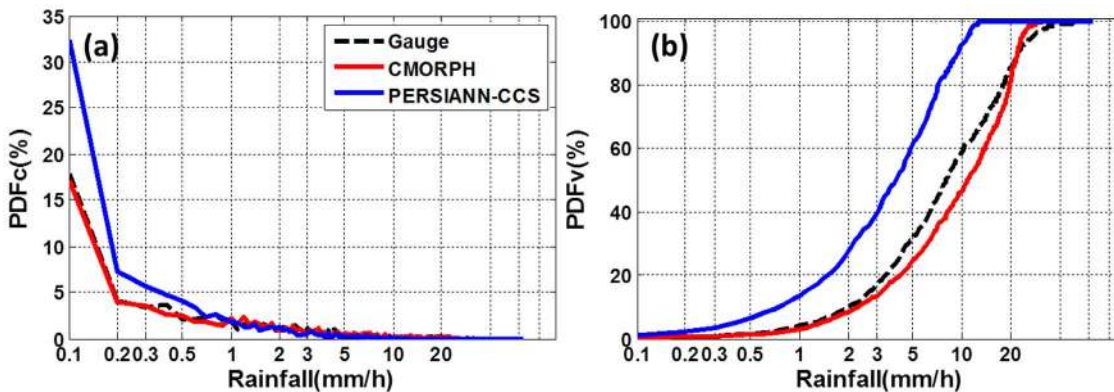 (a)
Gauge
CMORPH
PERSIANN-CCS
PDFc(%)
35
30
25
20
15
10
5
0
0.1 0.20.3 0.5 1 2 3 5 10 20
Rainfall(mm/h)
(b)
PDFv(%)
100
80
60
40
20
0
0.1 0.2 0.3 0.5 1 2 3 5 10 20
Rainfall(mm/h)